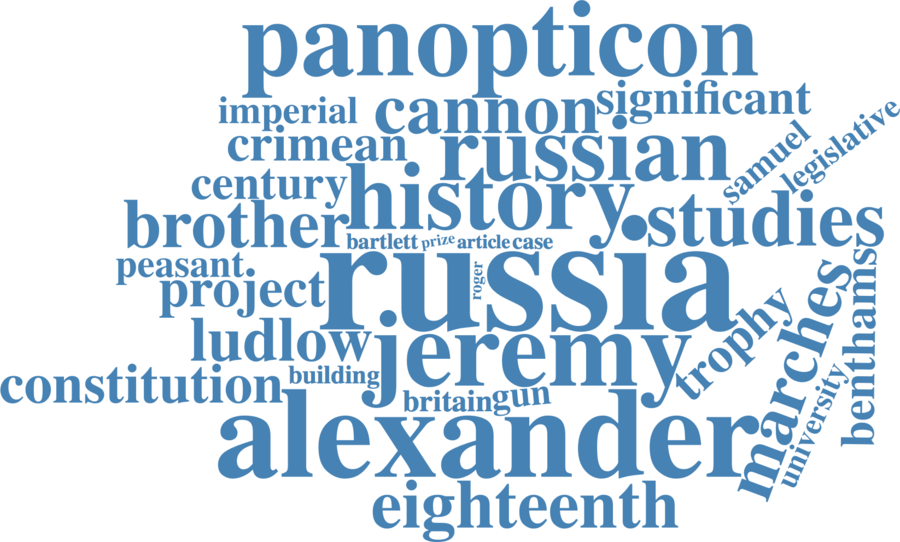 panopticon
imperial
cannon
significant
crimean
russian
samuel
legislative
century
history
brother
studies
bartlett
prize
article
case
peasant
russia
roger
project
ludlow
jeremy
trophy
marches
benthams
constitution
building
britain
gun
university
alexander
eighteenth